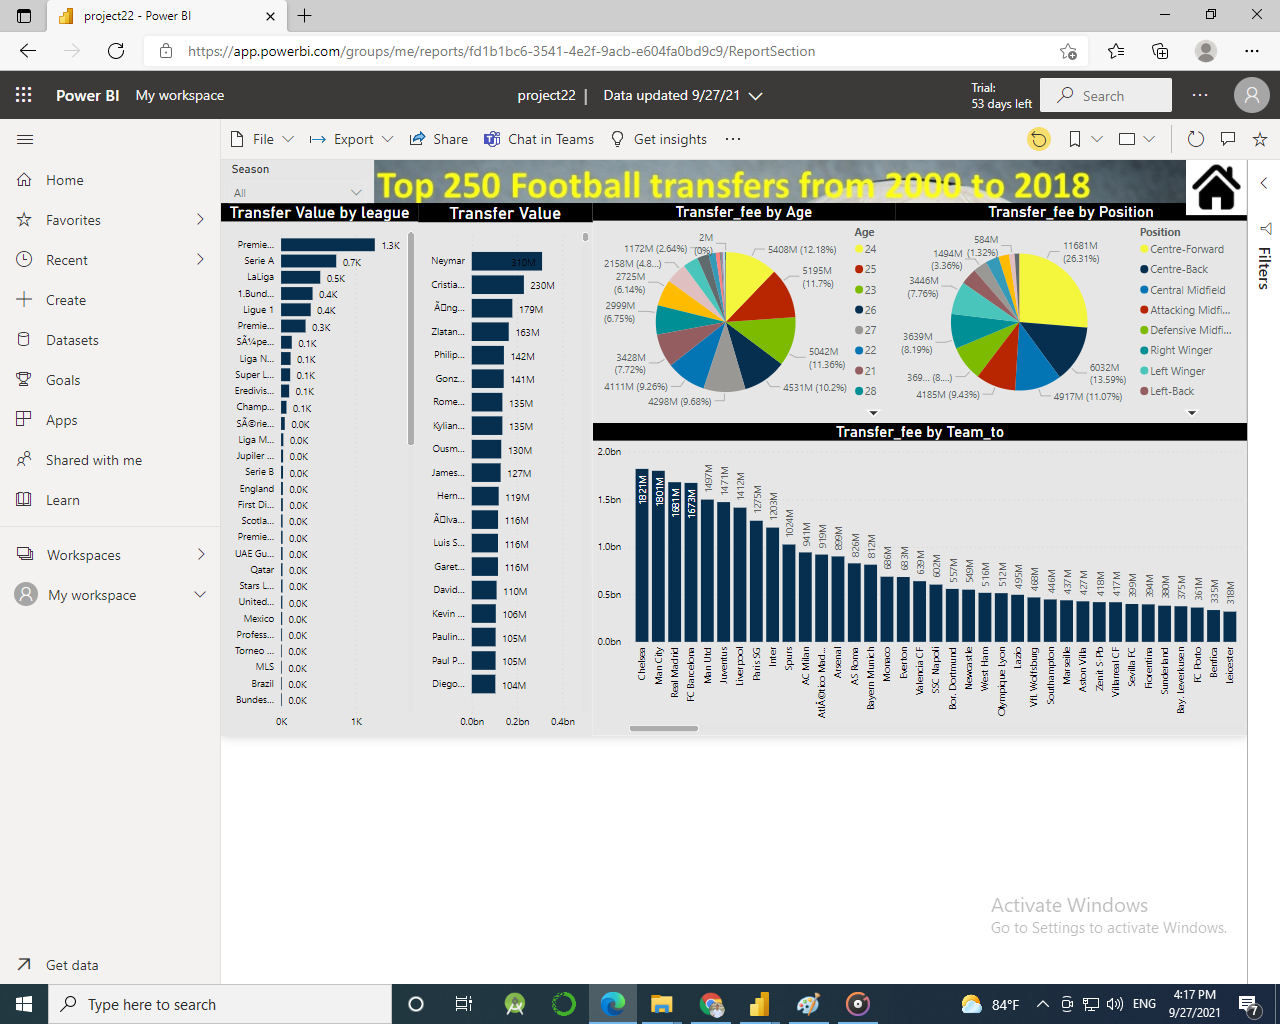 project22 - Power BI
https://app.powerbi.com/groups/me/reports/fd1b1bc6-3541-4e2f-9acb-e604fa0bd9c9/ReportSection
Power BI My workspace
project22 | Data updated 9/27/21
Trial:
53 days left
Search
File Export Share Chat in Teams Get insights
Home
Favorites
Recent
Create
Datasets
Goals
Apps
Shared with me
Learn
Workspaces
My workspace
Get data
Season
All
Top 250 Football transfers from 2000 to 2018
Filters
Transfer Value by league
Premie... 1.3K
Serie A 0.7K
LaLiga 0.5K
1.Bund... 0.4K
Ligue 1 0.4K
Premie... 0.3K
SÃ¼pe... 0.1K
Liga N... 0.1K
Super L... 0.1K
Eredivis... 0.1K
Champ... 0.1K
SÃ©rie... 0.0K
Liga M... 0.0K
Jupiler ... 0.0K
Serie B 0.0K
England 0.0K
First Di... 0.0K
Scotla... 0.0K
Premie... 0.0K
UAE Gu... 0.0K
Qatar 0.0K
Stars L... 0.0K
United... 0.0K
Mexico 0.0K
Profess... 0.0K
Torneo ... 0.0K
MLS 0.0K
Brazil 0.0K
Bundes... 0.0K
0K 1K
Transfer Value
Neymar 310M
Cristia... 230M
179M
Zlatan... 163M
Philip... 142M
Gonz... 141M
Rome... 135M
Kylian... 135M
Ousm... 130M
James... 127M
Hern... 119M
116M
Luis S... 116M
Garet... 116M
David... 110M
Kevin ... 106M
Paulin... 105M
Paul P... 105M
Diego... 104M
0.0bn 0.2bn 0.4bn
Transfer_fee by Age
5408M (12.18%)
5195M
(11.7%)
5042M
(11.36%)
4531M (10.2%)
4298M (9.68%)
4111M (9.26%)
3428M
(7.72%)
2999M
(6.75%)
2725M
(6.14%)
2158M (4.8...)
1172M (2.64%)
2M
(0%)
Age
24
25
23
26
27
22
21
28
Transfer_fee by Position
11681M
(26.31%)
6032M
(13.59%)
4917M (11.07%)
4185M (9.43%)
369... (8....)
3639M
(8.19%)
3446M
(7.76%)
1494M
(3.36%)
584M
(1.32%)
Position
Centre-Forward
Centre-Back
Central Midfield
Attacking Midfi...
Defensive Midfi...
Right Winger
Left Winger
Left-Back
Transfer_fee by Team_to
2.0bn
1.5bn
1.0bn
0.5bn
0.0bn
1821M Chelsea
1801M Man City
1681M Real Madrid
1673M FC Barcelona
1497M Man Utd
1471M Juventus
1412M Liverpool
1275M Paris SG
1203M Inter
1024M Spurs
941M AC Milan
919M AtlÃ©tico Mad...
899M Arsenal
826M AS Roma
812M Bayern Munich
686M Monaco
683M Everton
639M Valencia CF
602M SSC Napoli
557M Bor. Dortmund
549M Newcastle
516M West Ham
512M Olympique Lyon
495M Lazio
468M VfL Wolfsburg
446M Southampton
437M Marseille
427M Aston Villa
418M Zenit S-Pb
417M Villarreal CF
399M Sevilla FC
394M Fiorentina
380M Sunderland
375M Bay. Leverkusen
361M FC Porto
335M Benfica
318M Leicester
Activate Windows
Go to Settings to activate Windows.
Type here to search
84°F
ENG
4:17 PM
9/27/2021
7